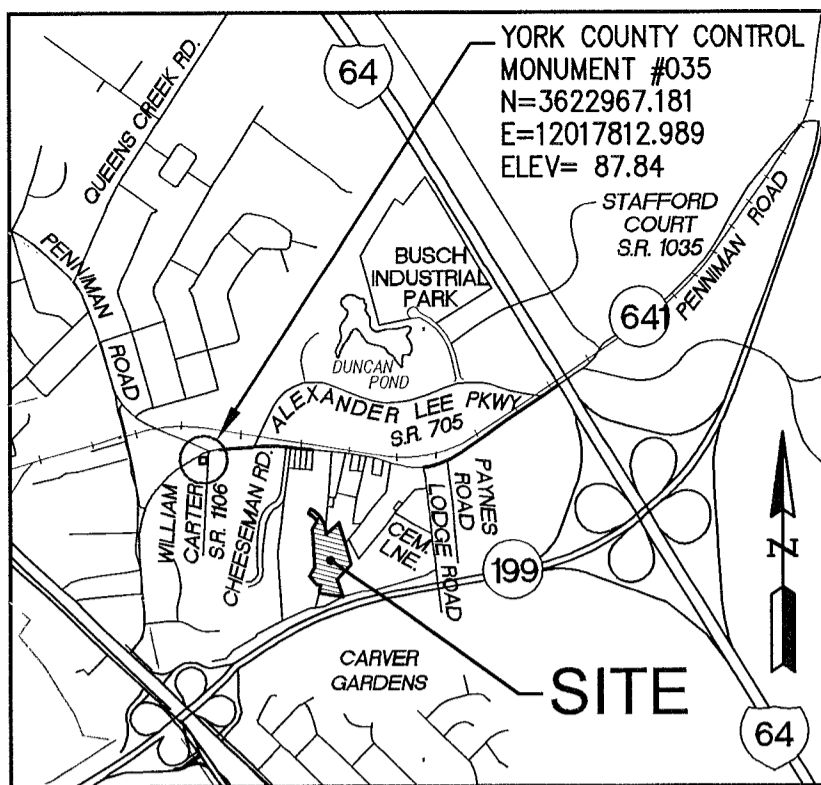 YORK COUNTY CONTROL
MONUMENT #035
N=3622967.181
E=12017812.989
ELEV= 87.84
64
QUEENS CREEK RD.
STAFFORD
COURT
S.R. 1035
PENNIMAN ROAD
BUSCH
INDUSTRIAL
PARK
PENNIMAN
ROAD
641
DUNCAN
POND
ALEXANDER LEE PKWY
S.R. 705
WILLIAM
CARTER
S.R. 1106
CHEESEMAN RD.
PAYNES
ROAD
LODGE ROAD
CEM.
LNE.
199
N
CARVER
GARDENS
SITE
64